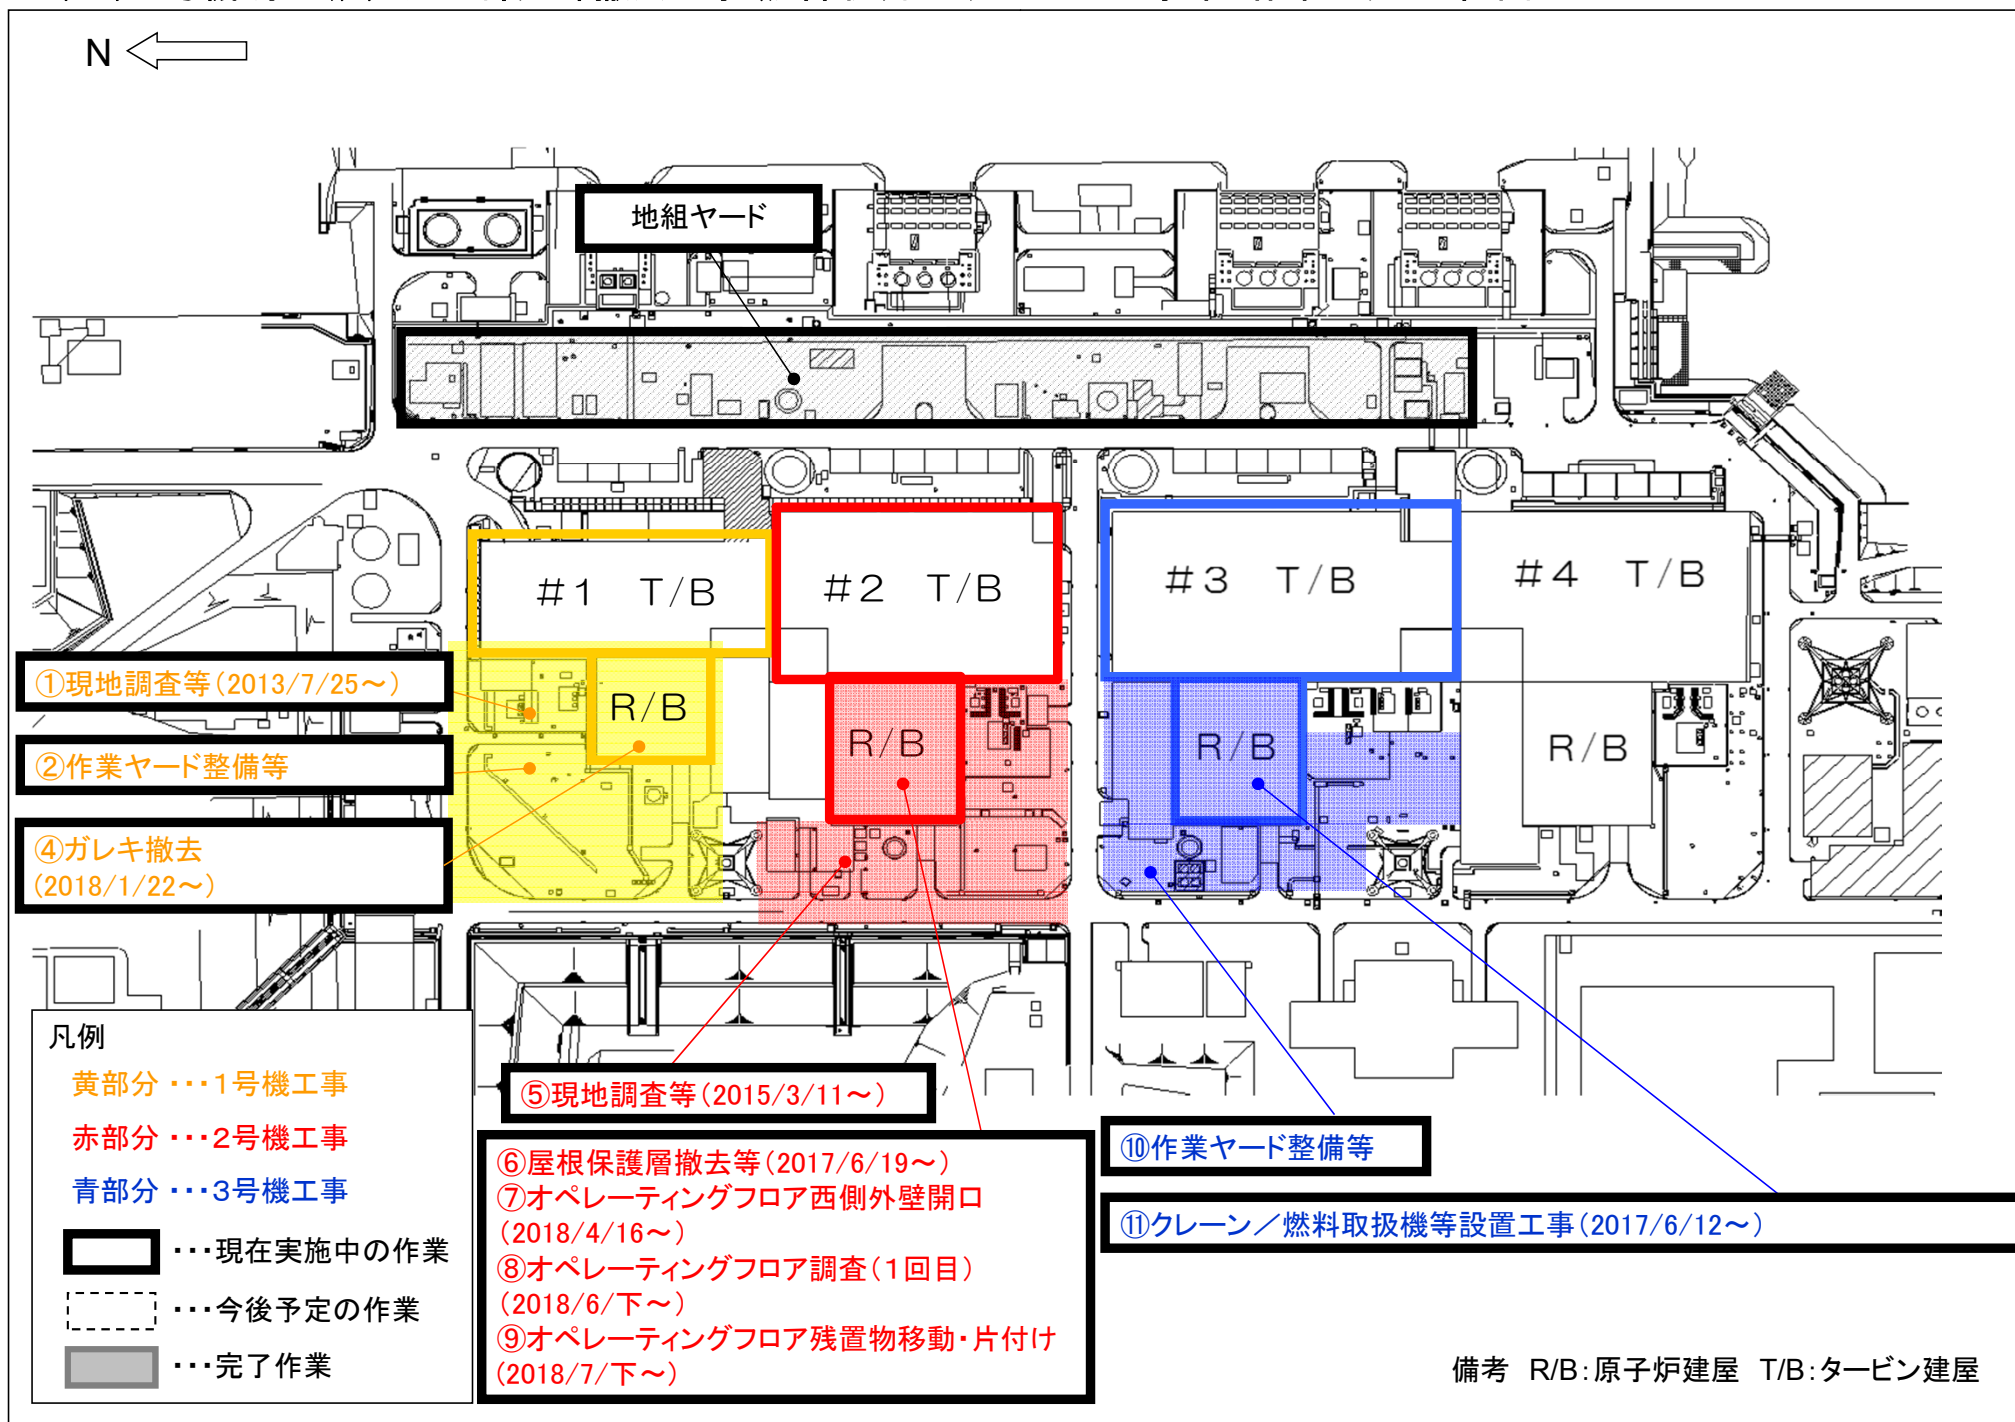 N
地組ヤード
#1 T/B
#2 T/B
#3 T/B
#4 T/B
R/B
R/B
R/B
R/B
①現地調査等(2013/7/25~)
②作業ヤード整備等
④ガレキ撤去
(2018/1/22~)
⑤現地調査等(2015/3/11~)
⑥屋根保護層撤去等(2017/6/19~)
⑦オペレーティングフロア西側外壁開口
(2018/4/16~)
⑧オペレーティングフロア調査(1回目)
(2018/6/下~)
⑨オペレーティングフロア残置物移動・片付け
(2018/7/下~)
⑩作業ヤード整備等
⑪クレーン/燃料取扱機等設置工事(2017/6/12~)
凡例
黄部分 ・・・1号機工事
赤部分 ・・・2号機工事
青部分 ・・・3号機工事
・・・現在実施中の作業
・・・今後予定の作業
・・・完了作業
備考 R/B:原子炉建屋 T/B:タービン建屋